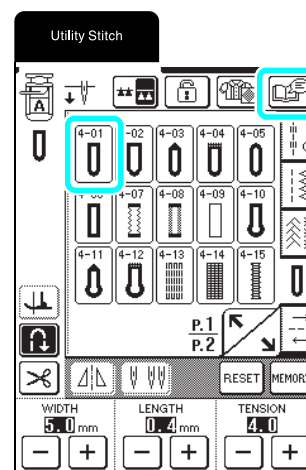 Utility Stitch
A
4-01 -02 4-03 4-04 4-05
4-07 4-08 4-09 4-10
4-11 4-12 4-13 4-14 4-15
P.1
P.2
RESET MEMORY
WIDTH LENGTH TENSION
5.0 mm 0.4 mm 4.0
− + − + − +